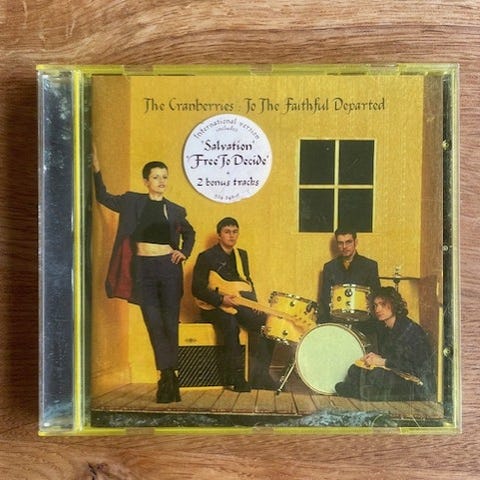 The Cranberries : To The Faithful Departed
International version
includes
'Salvation'
'Free To Decide'
+
2 bonus tracks